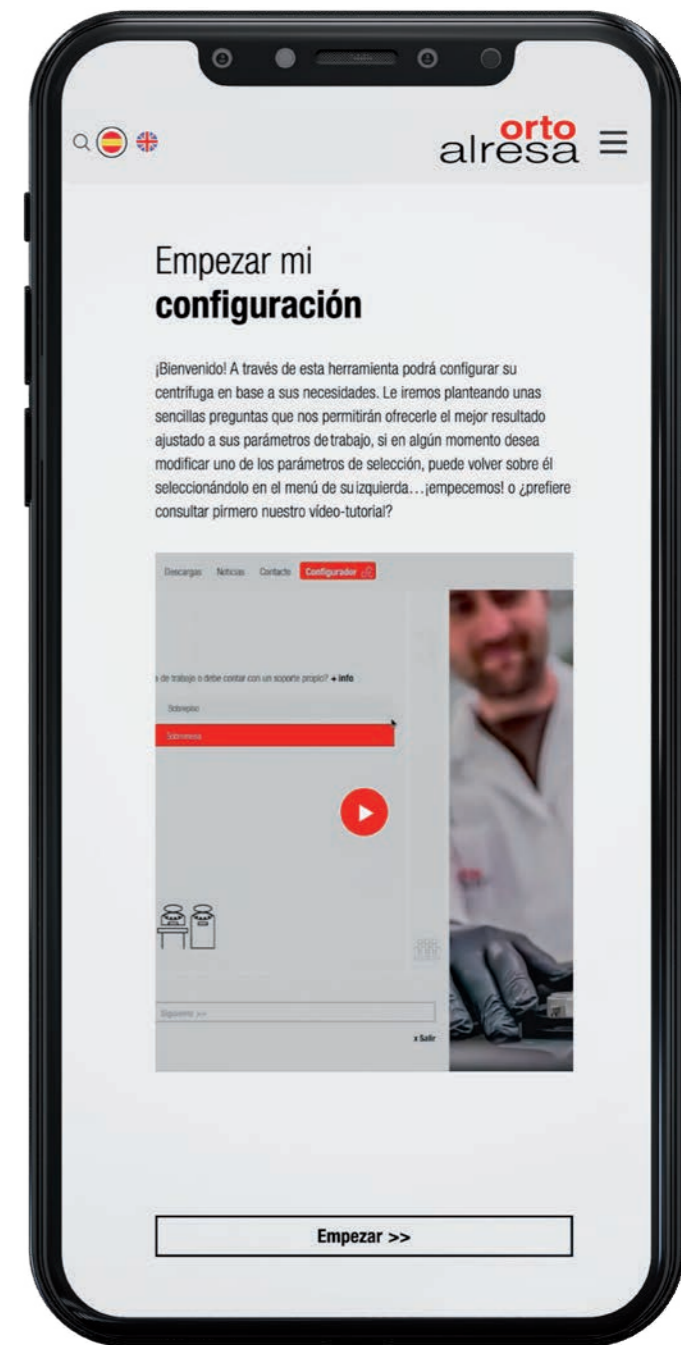 orto
alresa
Empezar mi
configuración
¡Bienvenido! A través de esta herramienta podrá configurar su
centrífuga en base a sus necesidades. Le iremos planteando unas
sencillas preguntas que nos permitirán ofrecerle el mejor resultado
ajustado a sus parámetros de trabajo, si en algún momento desea
modificar uno de los parámetros de selección, puede volver sobre él
seleccionándolo en el menú de su izquierda…¡empecemos! o ¿prefiere
consultar pirmero nuestro vídeo-tutorial?
Descargas Noticias Contacto Configurador
de trabajo o debe contar con un soporte propio? + info
Sobrepiso
Sobremesa
Siguiente >>
x Salir
Empezar >>